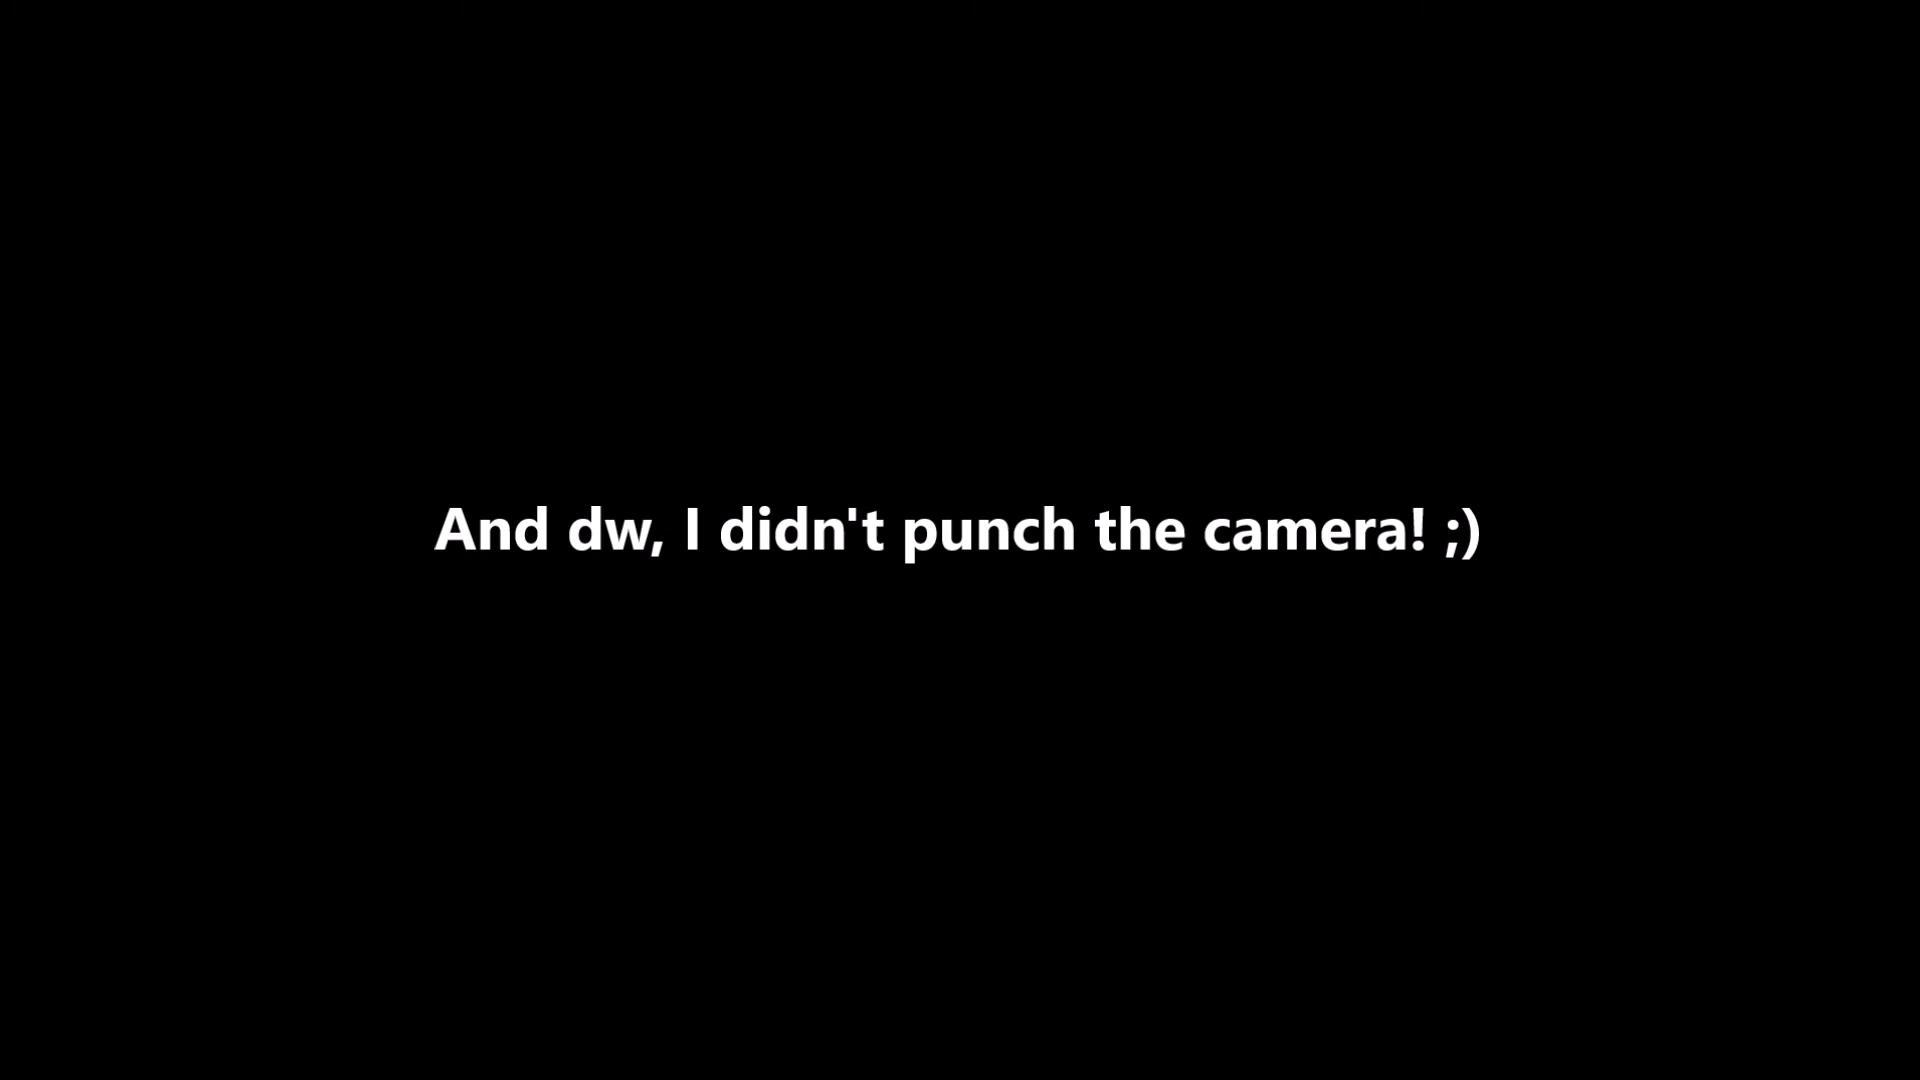 And dw, I didn't punch the camera! ;)